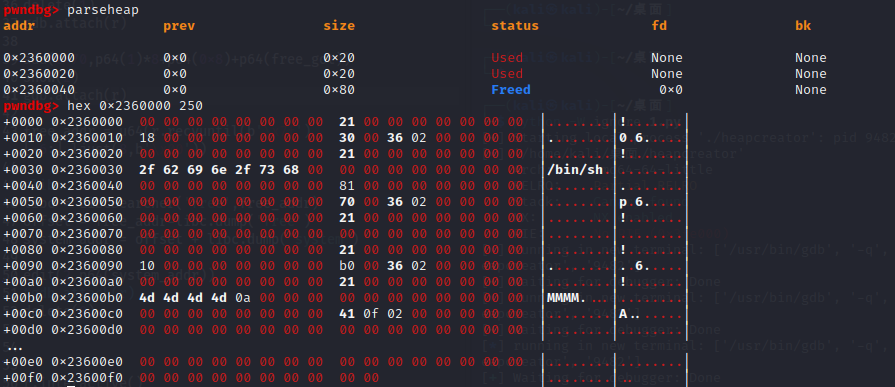 pwndbg> parseheap
addr prev size status fd bk
0×2360000 0×0 0×20 Used None None
0×2360020 0×0 0×20 Used None None
0×2360040 0×0 0×80 Freed 0×0 None
pwndbg> hex 0×2360000 250
+0000 0×2360000 00 00 00 00 00 00 00 00 21 00 00 00 00 00 00 00 |........|!.......|
+0010 0×2360010 18 00 00 00 00 00 00 00 30 00 36 02 00 00 00 00 |........|0.6.....|
+0020 0×2360020 00 00 00 00 00 00 00 00 21 00 00 00 00 00 00 00 |........|!.......|
+0030 0×2360030 2f 62 69 6e 2f 73 68 00 00 00 00 00 00 00 00 00 |/bin/sh.|........|
+0040 0×2360040 00 00 00 00 00 00 00 00 81 00 00 00 00 00 00 00 |........|........|
+0050 0×2360050 00 00 00 00 00 00 00 00 70 00 36 02 00 00 00 00 |........|p.6.....|
+0060 0×2360060 00 00 00 00 00 00 00 00 21 00 00 00 00 00 00 00 |........|!.......|
+0070 0×2360070 00 00 00 00 00 00 00 00 00 00 00 00 00 00 00 00 |........|........|
+0080 0×2360080 00 00 00 00 00 00 00 00 21 00 00 00 00 00 00 00 |........|!.......|
+0090 0×2360090 10 00 00 00 00 00 00 00 b0 00 36 02 00 00 00 00 |........|..6.....|
+00a0 0×23600a0 00 00 00 00 00 00 00 00 21 00 00 00 00 00 00 00 |........|!.......|
+00b0 0×23600b0 4d 4d 4d 4d 0a 00 00 00 00 00 00 00 00 00 00 00 |MMMM....|........|
+00c0 0×23600c0 00 00 00 00 00 00 00 00 41 0f 02 00 00 00 00 00 |........|A.......|
+00d0 0×23600d0 00 00 00 00 00 00 00 00 00 00 00 00 00 00 00 00 |........|........|
...
+00e0 0×23600e0 00 00 00 00 00 00 00 00 00 00 00 00 00 00 00 00 |........|........|
+00f0 0×23600f0 00 00 00 00 00 00 00 00 00 00 |........|..|